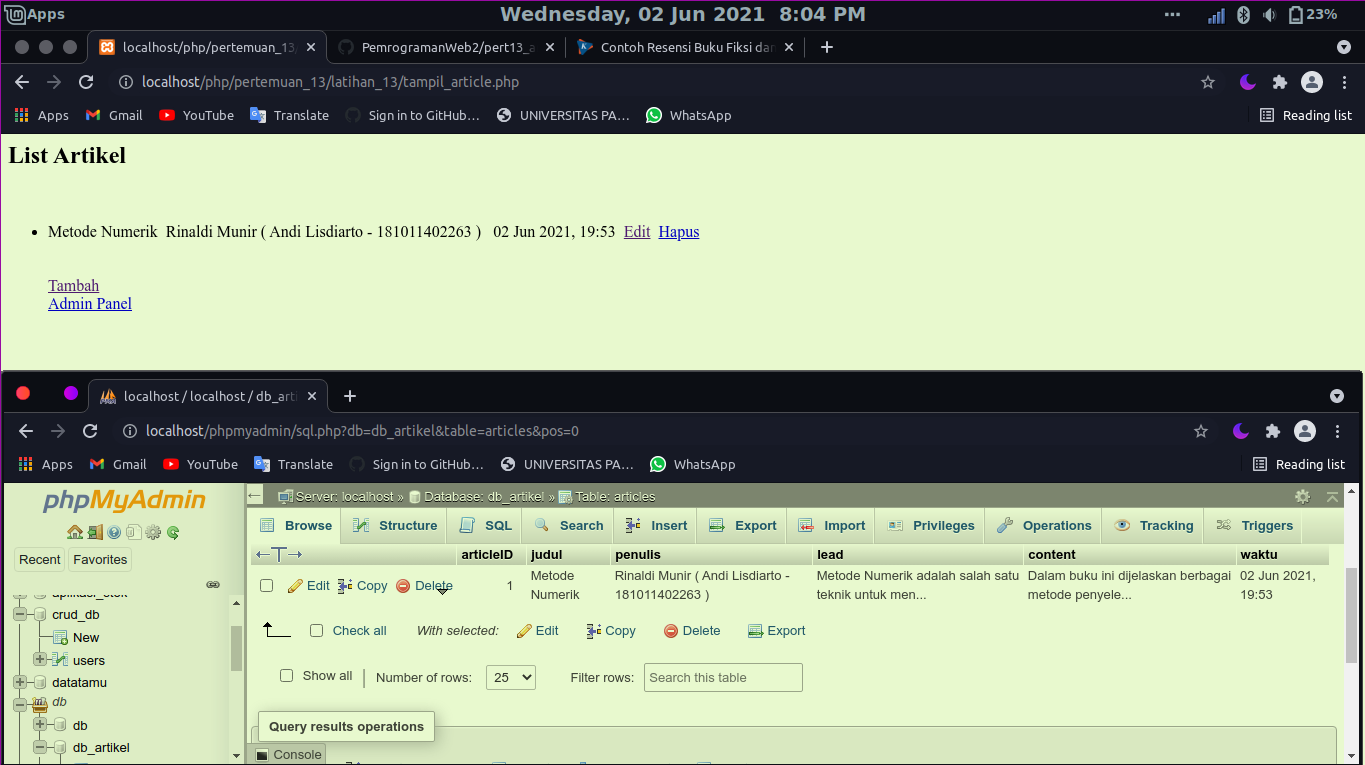 Apps Wednesday, 02 Jun 2021 8:04 PM 23%
localhost/php/pertemuan_13 PemrogramanWeb2/pert13_a Contoh Resensi Buku Fiksi dan
localhost/php/pertemuan_13/latihan_13/tampil_article.php
Apps Gmail YouTube Translate Sign in to GitHub... UNIVERSITAS PA... WhatsApp Reading list
List Artikel
Metode Numerik Rinaldi Munir ( Andi Lisdiarto - 181011402263 ) 02 Jun 2021, 19:53 Edit Hapus
Tambah
Admin Panel
localhost / localhost / db_arti
localhost/phpmyadmin/sql.php?db=db_artikel&table=articles&pos=0
Apps Gmail YouTube Translate Sign in to GitHub... UNIVERSITAS PA... WhatsApp Reading list
phpMyAdmin
Recent Favorites
aplikasi_stok
crud_db
New
users
datatamu
db
db
db_artikel
Server: localhost » Database: db_artikel » Table: articles
Browse Structure SQL Search Insert Export Import Privileges Operations Tracking Triggers
articleID judul penulis lead content waktu
Edit Copy Delete 1 Metode Numerik Rinaldi Munir ( Andi Lisdiarto - 181011402263 ) Metode Numerik adalah salah satu teknik untuk men... Dalam buku ini dijelaskan berbagai metode penyele... 02 Jun 2021, 19:53
Check all With selected: Edit Copy Delete Export
Show all Number of rows: 25 Filter rows: Search this table
Query results operations
Console